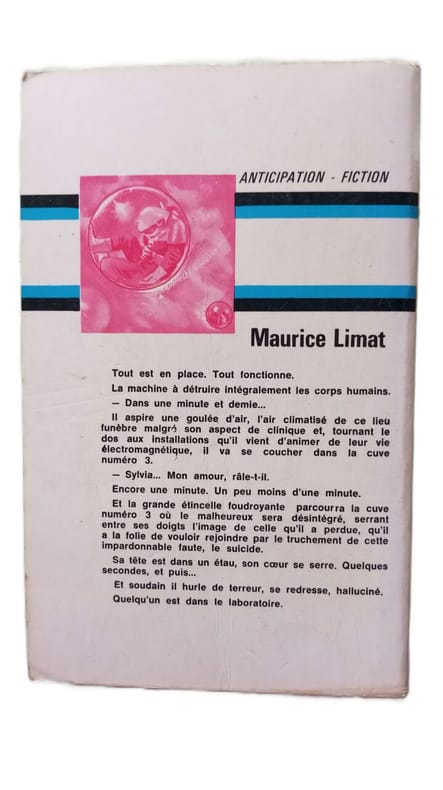 ANTICIPATION - FICTION
Maurice Limat
Tout est en place. Tout fonctionne.
La machine à détruire intégralement les corps humains.
— Dans une minute et demie...
Il aspire une goulée d'air, l'air climatisé de ce lieu
funèbre malgré son aspect de clinique et, tournant le
dos aux installations qu'il vient d'animer de leur vie
électromagnétique, il va se coucher dans la cuve
numéro 3.
— Sylvia... Mon amour, râle-t-il.
Encore une minute. Un peu moins d'une minute.
Et la grande étincelle foudroyante parcourra la cuve
numéro 3 où le malheureux sera désintégré, serrant
entre ses doigts l'image de celle qu'il a perdue, qu'il
a la folie de vouloir rejoindre par le truchement de cette
impardonnable faute, le suicide.
Sa tête est dans un étau, son cœur se serre. Quelques
secondes, et puis...
Et soudain il hurle de terreur, se redresse, halluciné.
Quelqu'un est dans le laboratoire.